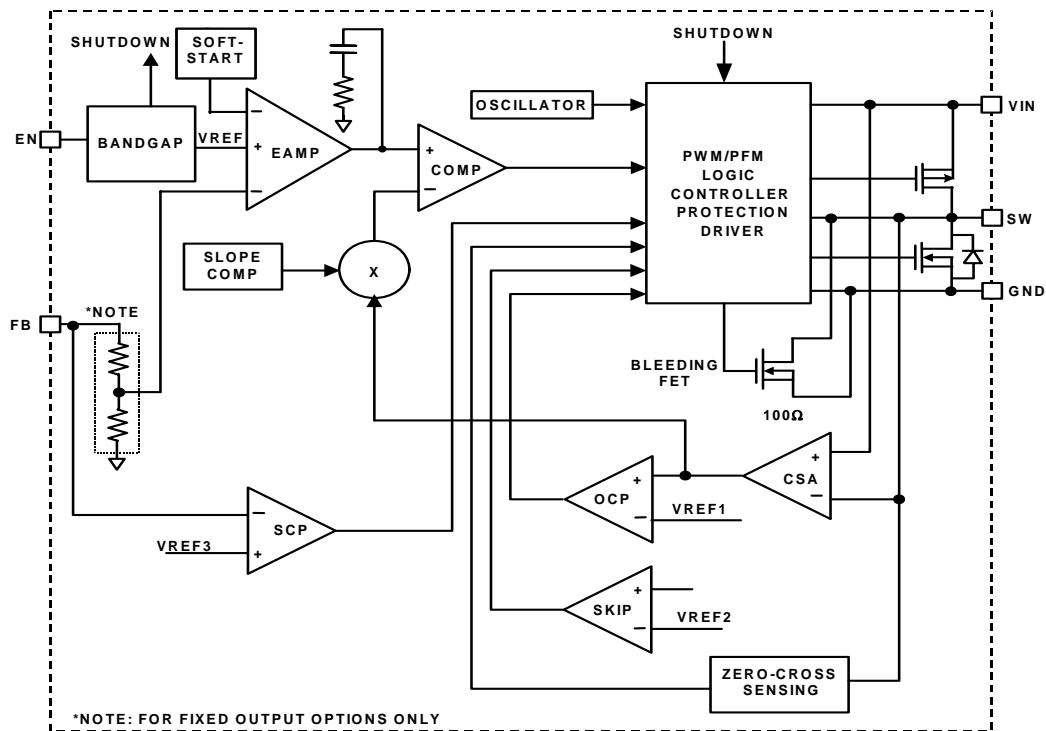 SHUTDOWN
SOFT-
START
SHUTDOWN
OSCILLATOR
VIN
EN
BANDGAP
VREF
−
+
−
EAMP
+
−
COMP
PWM/PFM
LOGIC
CONTROLLER
PROTECTION
DRIVER
SW
SLOPE
COMP
X
GND
FB
*NOTE
BLEEDING
FET
100Ω
+
−
CSA
OCP
+
−
VREF1
−
+
SCP
VREF3
SKIP
+
−
VREF2
ZERO-CROSS
SENSING
*NOTE: FOR FIXED OUTPUT OPTIONS ONLY